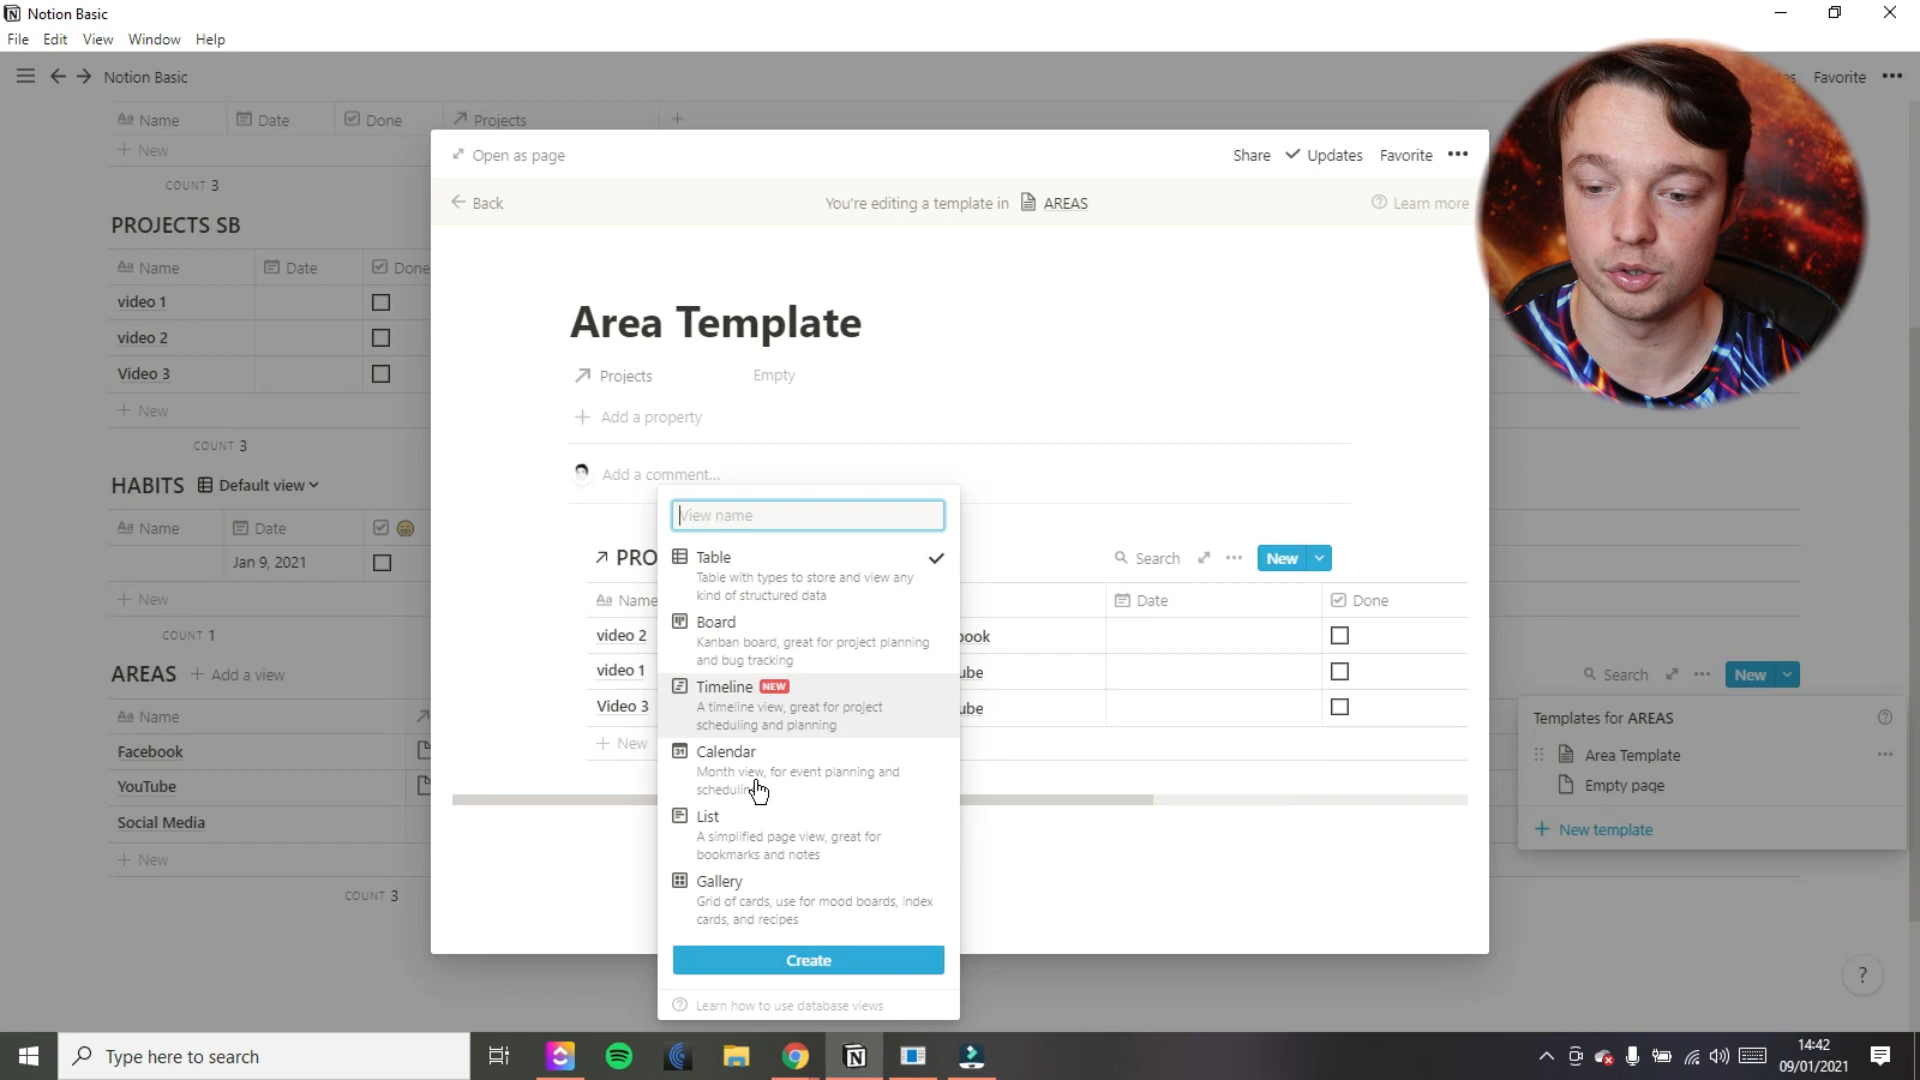 Notion Basic
File Edit View Window Help
Notion Basic
Favorite
Name Date Done Projects
New
COUNT 3
PROJECTS SB
Name Date Done
video 1
video 2
Video 3
New
COUNT 3
HABITS Default view
Name Date
Jan 9, 2021
New
COUNT 1
AREAS Add a view
Name
Facebook
YouTube
Social Media
New
COUNT 3
Open as page
Share Updates Favorite
Back
You're editing a template in AREAS
Learn more
Area Template
Projects Empty
Add a property
Add a comment...
PRO
Search
New
Name
Date
Done
video 2
ook
video 1
ube
Video 3
ube
New
View name
Table
Table with types to store and view any
kind of structured data
Board
Kanban board, great for project planning
and bug tracking
Timeline NEW
A timeline view, great for project
scheduling and planning
Calendar
Month view, for event planning and
scheduling
List
A simplified page view, great for
bookmarks and notes
Gallery
Grid of cards, use for mood boards, index
cards, and recipes
Create
Learn how to use database views
Search
New
Templates for AREAS
Area Template
Empty page
New template
?
Type here to search
14:42
09/01/2021